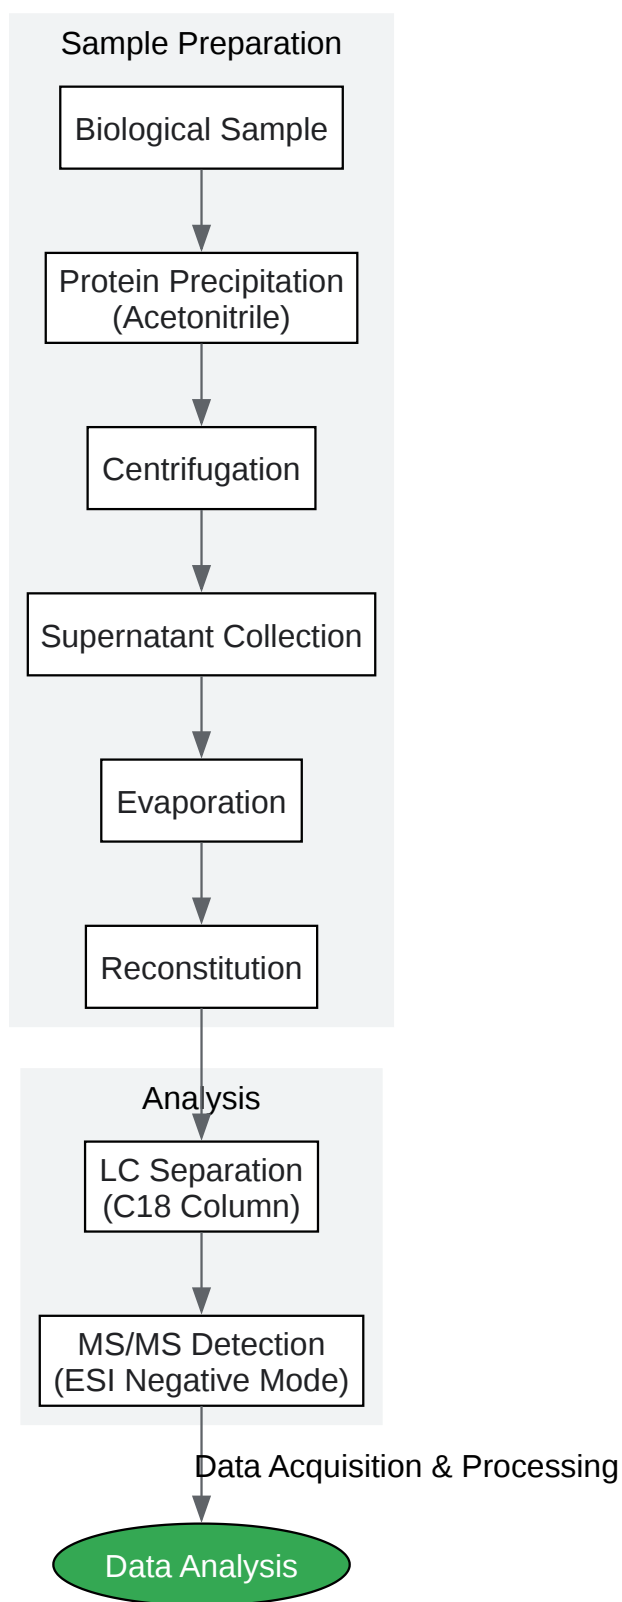 Sample Preparation
Biological Sample
Protein Precipitation
(Acetonitrile)
Centrifugation
Supernatant Collection
Evaporation
Reconstitution
Analysis
LC Separation
(C18 Column)
MS/MS Detection
(ESI Negative Mode)
Data Acquisition & Processing
Data Analysis